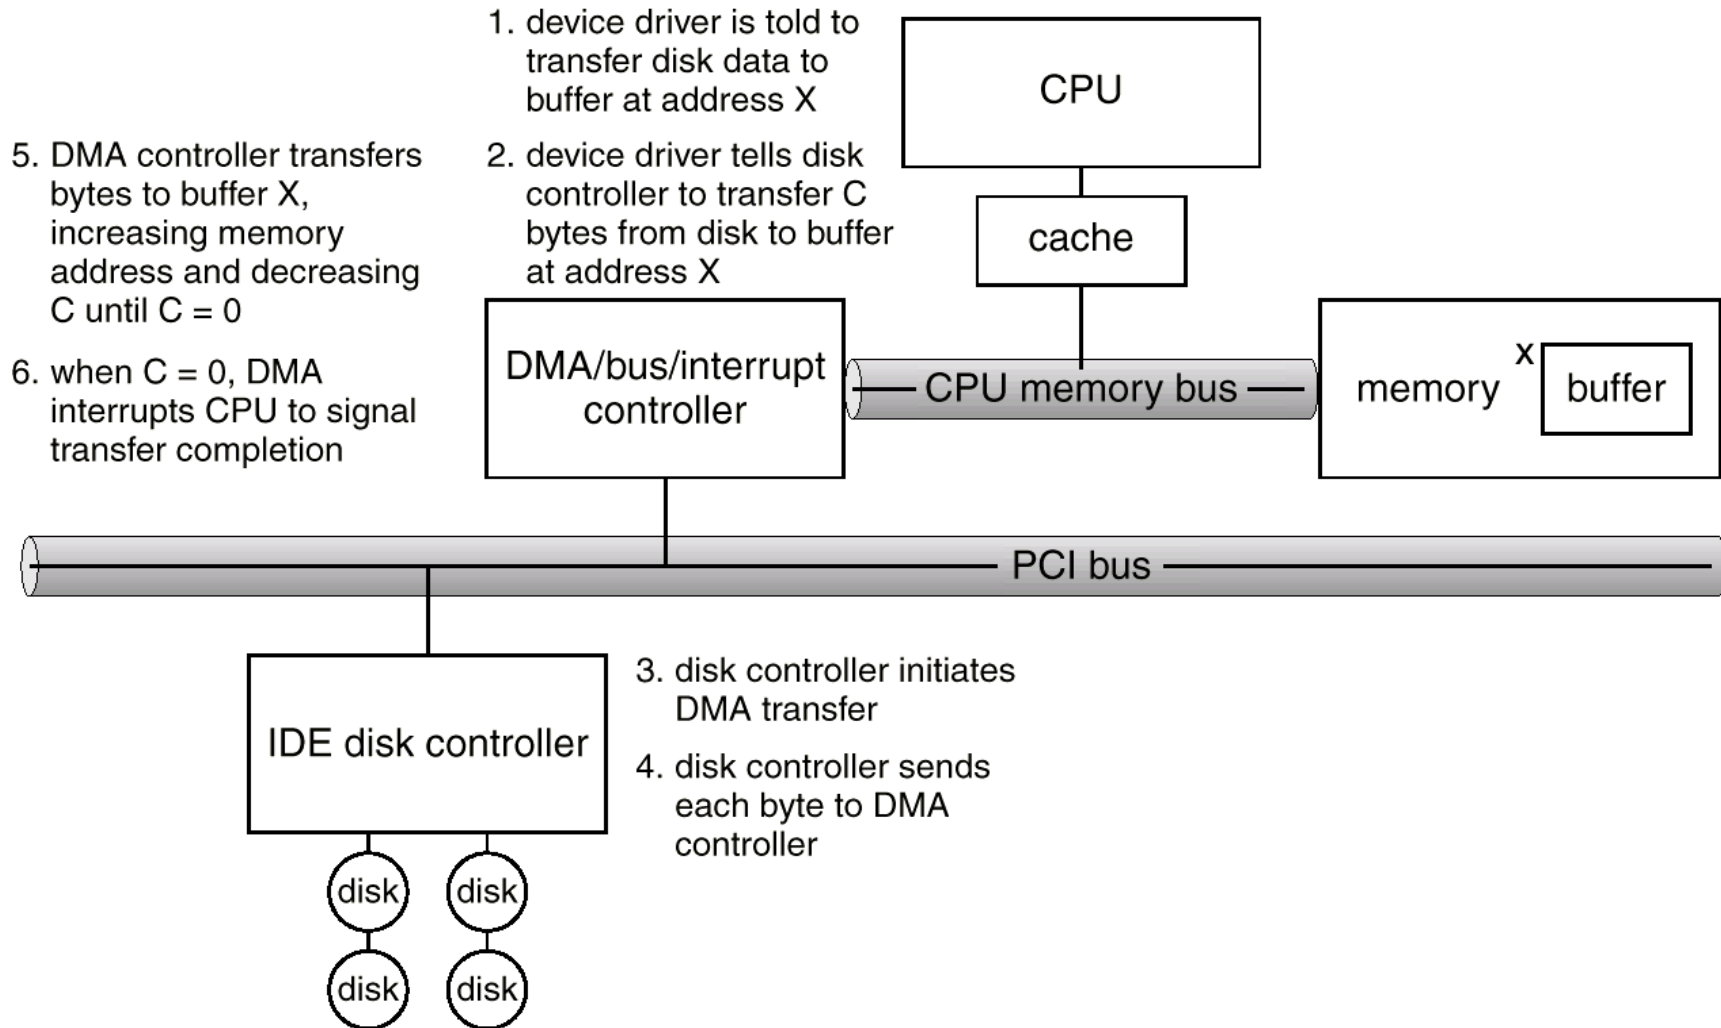 1. device driver is told to
transfer disk data to
buffer at address X
2. device driver tells disk
controller to transfer C
bytes from disk to buffer
at address X
5. DMA controller transfers
bytes to buffer X,
increasing memory
address and decreasing
C until C = 0
6. when C = 0, DMA
interrupts CPU to signal
transfer completion
CPU
cache
DMA/bus/interrupt
controller
CPU memory bus
memory
x
buffer
PCI bus
IDE disk controller
3. disk controller initiates
DMA transfer
4. disk controller sends
each byte to DMA
controller
disk
disk
disk
disk